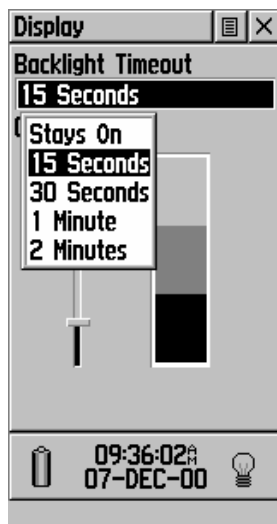 Display
Backlight Timeout
15 Seconds
Stays On
15 Seconds
30 Seconds
1 Minute
2 Minutes
09:36:02AM
07-DEC-00